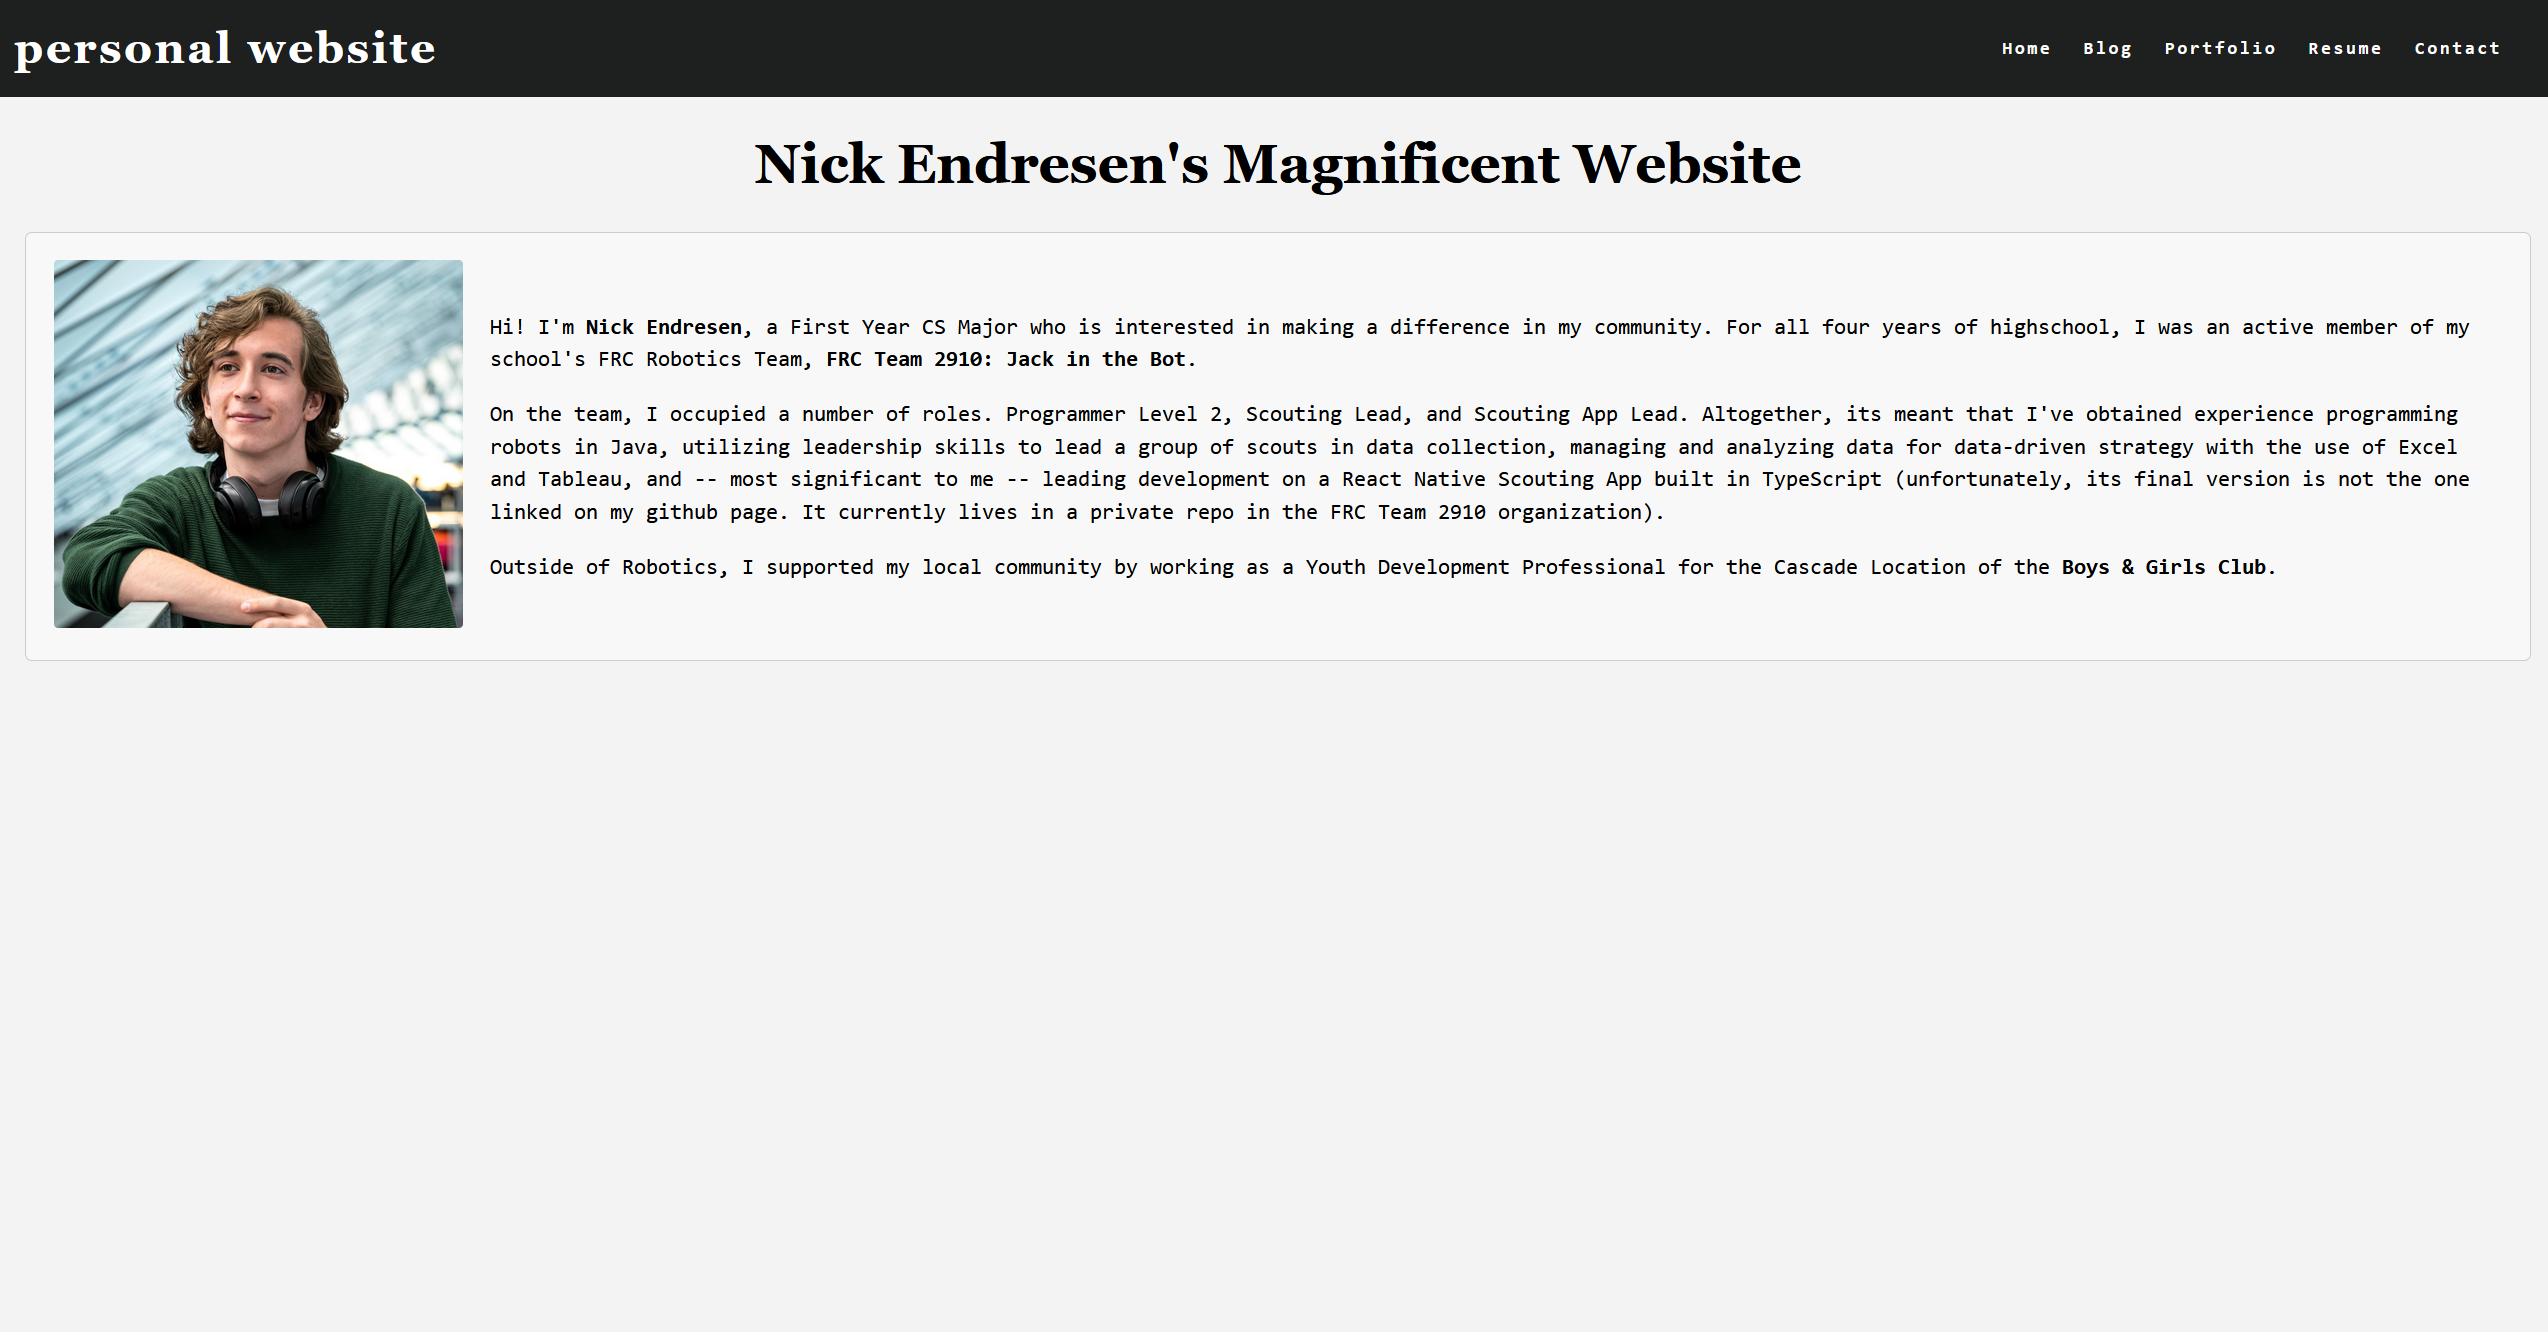 personal website
Home Blog Portfolio Resume Contact
Nick Endresen's Magnificent Website
Hi! I'm Nick Endresen, a First Year CS Major who is interested in making a difference in my community. For all four years of highschool, I was an active member of my
school's FRC Robotics Team, FRC Team 2910: Jack in the Bot.
On the team, I occupied a number of roles. Programmer Level 2, Scouting Lead, and Scouting App Lead. Altogether, its meant that I've obtained experience programming
robots in Java, utilizing leadership skills to lead a group of scouts in data collection, managing and analyzing data for data-driven strategy with the use of Excel
and Tableau, and -- most significant to me -- leading development on a React Native Scouting App built in TypeScript (unfortunately, its final version is not the one
linked on my github page. It currently lives in a private repo in the FRC Team 2910 organization).
Outside of Robotics, I supported my local community by working as a Youth Development Professional for the Cascade Location of the Boys & Girls Club.